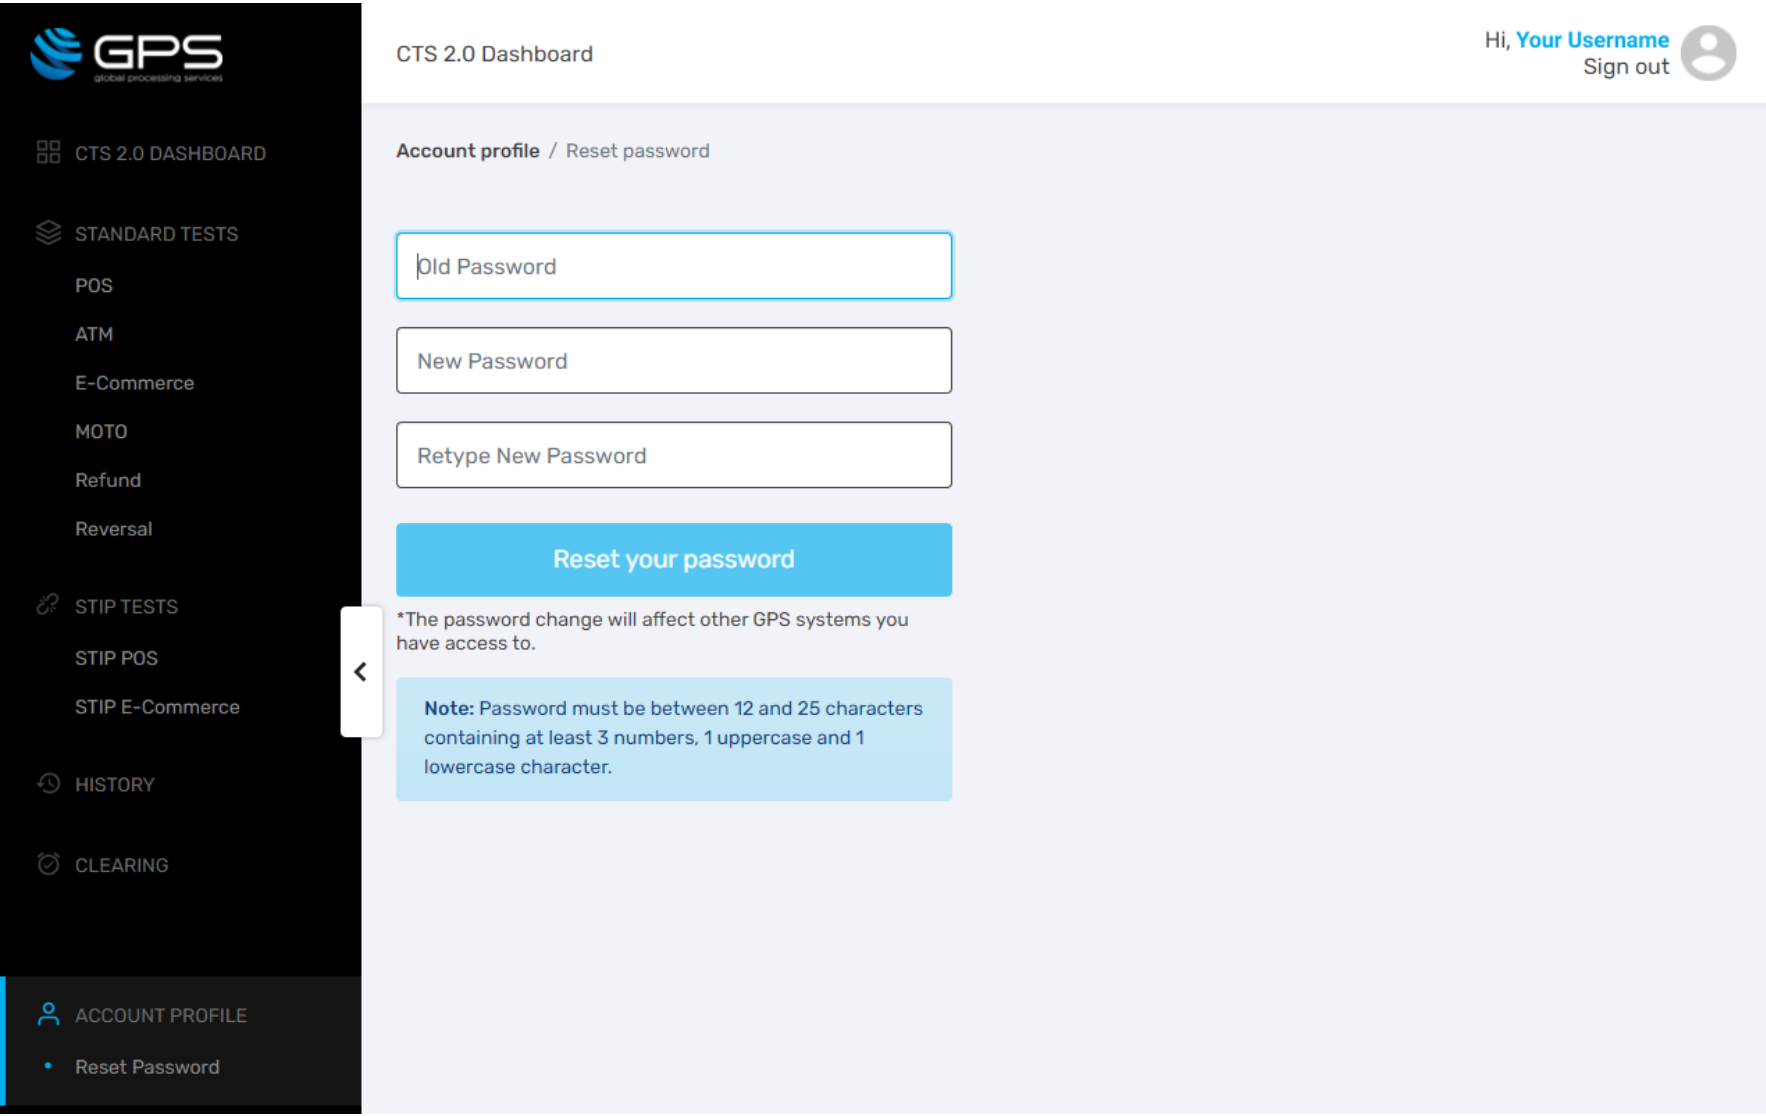 GPS
global processing services
CTS 2.0 DASHBOARD
STANDARD TESTS
POS
ATM
E-Commerce
MOTO
Refund
Reversal
STIP TESTS
STIP POS
STIP E-Commerce
HISTORY
CLEARING
ACCOUNT PROFILE
Reset Password
CTS 2.0 Dashboard
Hi, Your Username
Sign out
Account profile / Reset password
Old Password
New Password
Retype New Password
Reset your password
*The password change will affect other GPS systems you
have access to.
Note: Password must be between 12 and 25 characters
containing at least 3 numbers, 1 uppercase and 1
lowercase character.